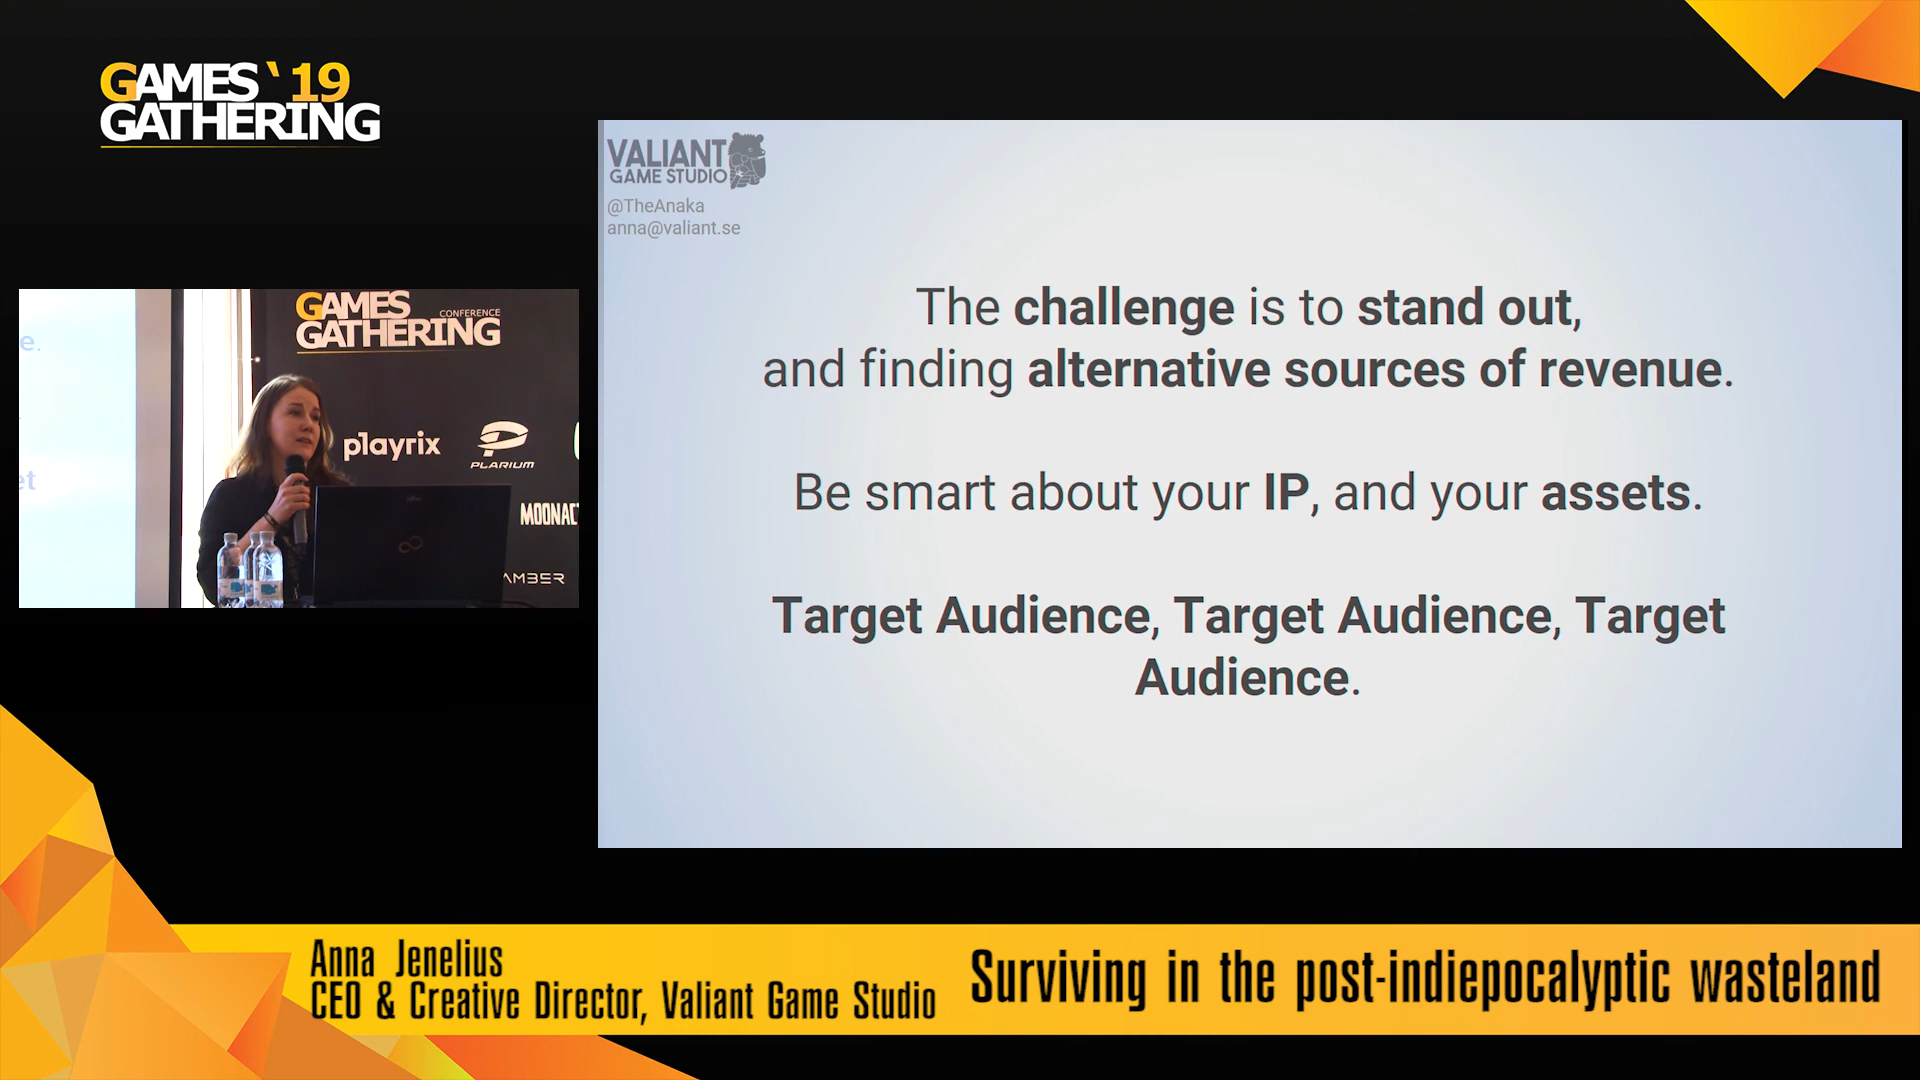 GAMES `19
GATHERING
VALIANT
GAME STUDIO
@TheAnaka
anna@valiant.se
The challenge is to stand out,
and finding alternative sources of revenue.
Be smart about your IP, and your assets.
Target Audience, Target Audience, Target
Audience.
e.
et
GAMES
CONFERENCE
GATHERING
playrix
PLARIUM
MOONAC
AMBER
Anna Jenelius
CEO & Creative Director, Valiant Game Studio
Surviving in the post-indiepocalyptic wasteland